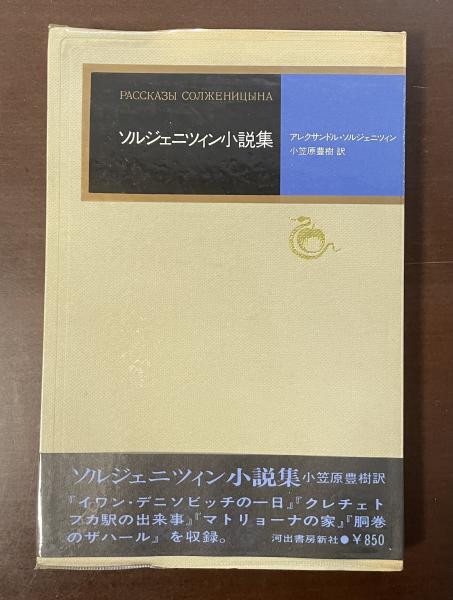 РАССКАЗЫ СОЛЖЕНИЦЫНА
ソルジェニツィン小説集
アレクサンドル・ソルジェニツィン
小笠原豊樹 訳
ソルジェニツィン小説集 小笠原豊樹訳
『イワン・デニソビッチの一日』『クレチェト
フカ駅の出来事』『マトリョーナの家』『胴巻
のザハール』を収録。 河出書房新社●￥850